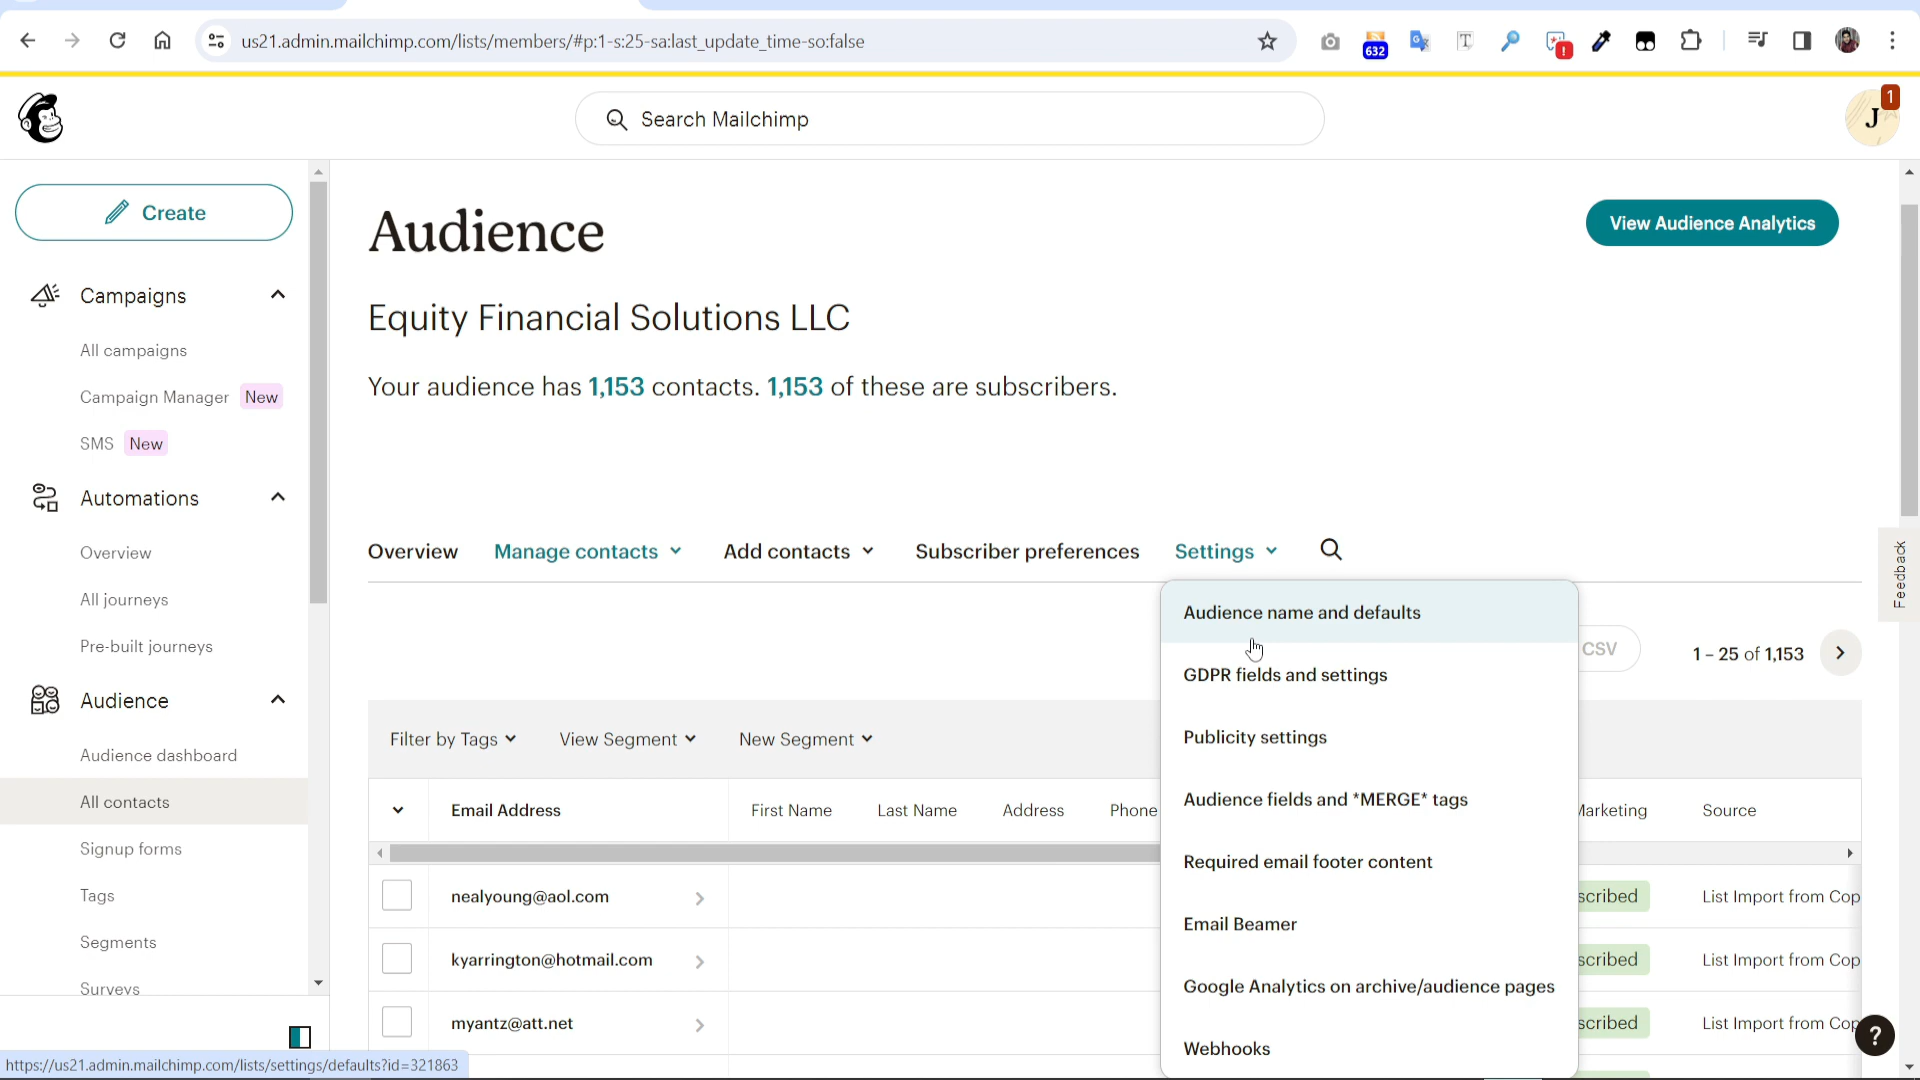 us21.admin.mailchimp.com/lists/members/#p:1-s:25-sa:last_update_time-so:false
632
T
!
Search Mailchimp
J
1
Create
Audience
View Audience Analytics
Campaigns
Equity Financial Solutions LLC
All campaigns
Your audience has 1,153 contacts. 1,153 of these are subscribers.
Campaign Manager New
SMS New
Automations
Overview
All journeys
Pre-built journeys
Audience
Audience dashboard
All contacts
Signup forms
Tags
Segments
Surveys
Overview Manage contacts Add contacts Subscriber preferences Settings
Feedback
Audience name and defaults
GDPR fields and settings
Publicity settings
Audience fields and *MERGE* tags
Required email footer content
Email Beamer
Google Analytics on archive/audience pages
Webhooks
CSV
1 – 25 of 1,153
Filter by Tags View Segment New Segment
Email Address First Name Last Name Address Phone Marketing Source
nealyoung@aol.com scribed List Import from Cop
kyarrington@hotmail.com scribed List Import from Cop
myantz@att.net scribed List Import from Cop
?
https://us21.admin.mailchimp.com/lists/settings/defaults?id=321863